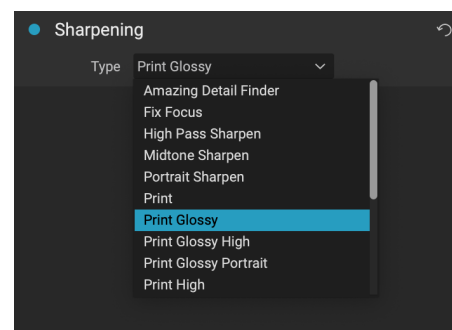 Sharpening
Type Print Glossy
Amazing Detail Finder
Fix Focus
High Pass Sharpen
Midtone Sharpen
Portrait Sharpen
Print
Print Glossy
Print Glossy High
Print Glossy Portrait
Print High